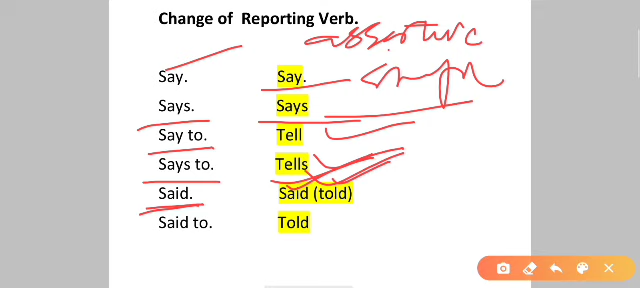 Change of Reporting Verb.
assertive
Say. Say.
Says. Says
Say to. Tell
Says to. Tells
Said. Said (told)
Said to. Told